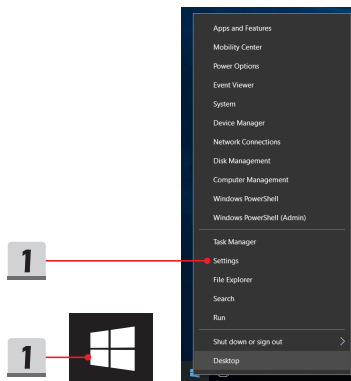 Apps and Features
Mobility Center
Power Options
Event Viewer
System
Device Manager
Network Connections
Disk Management
Computer Management
Windows PowerShell
Windows PowerShell (Admin)
Task Manager
1
Settings
File Explorer
Search
Run
1
Shut down or sign out
Desktop